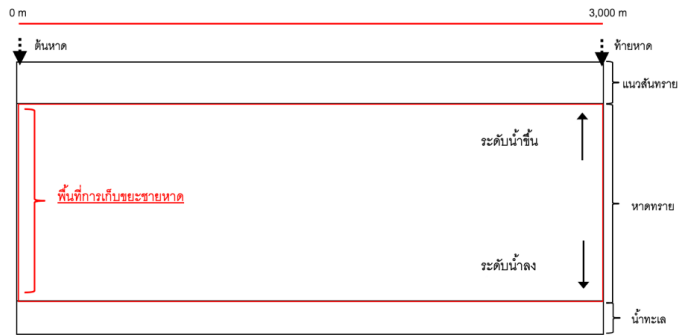 0 m
3,000 m
ต้นหาด
ท้ายหาด
แนวสันทราย
ระดับน้ำขึ้น
พื้นที่การเก็บขยะชายหาด
หาดทราย
ระดับน้ำลง
น้ำทะเล